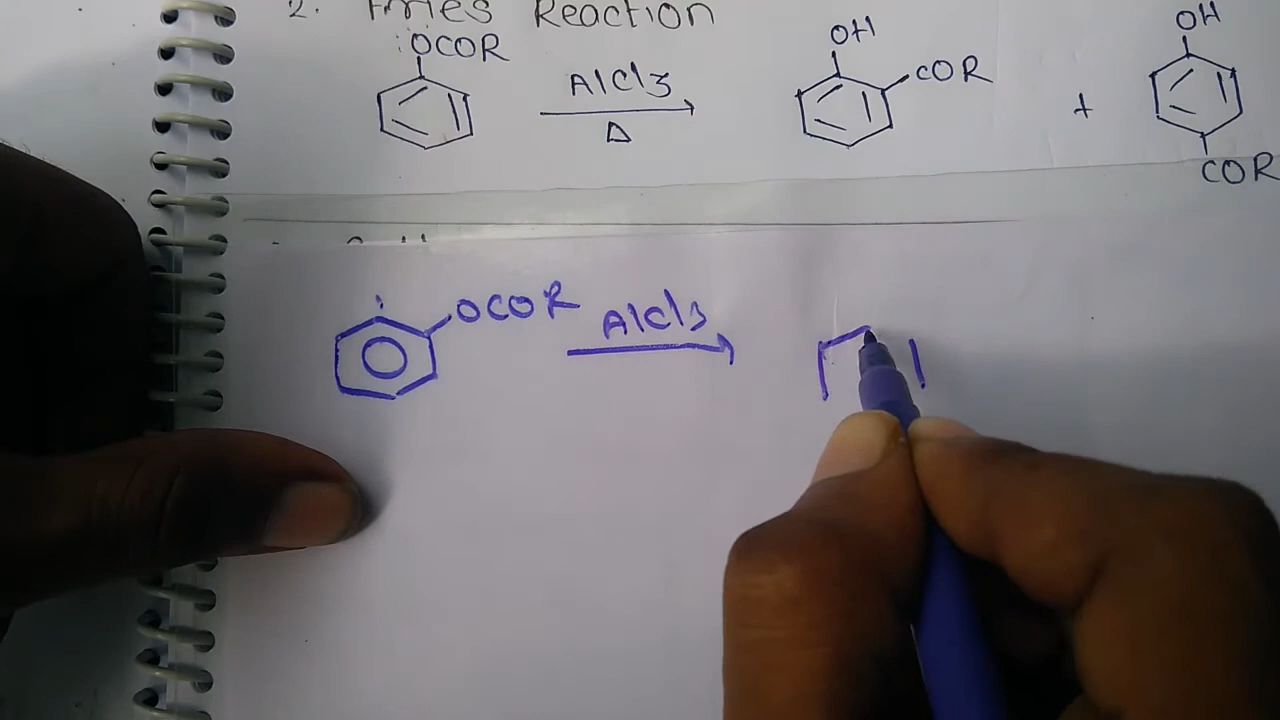 2. Fries Reaction
OCOR AlCl3 Δ OH COR + OH COR
OCOR AlCl3